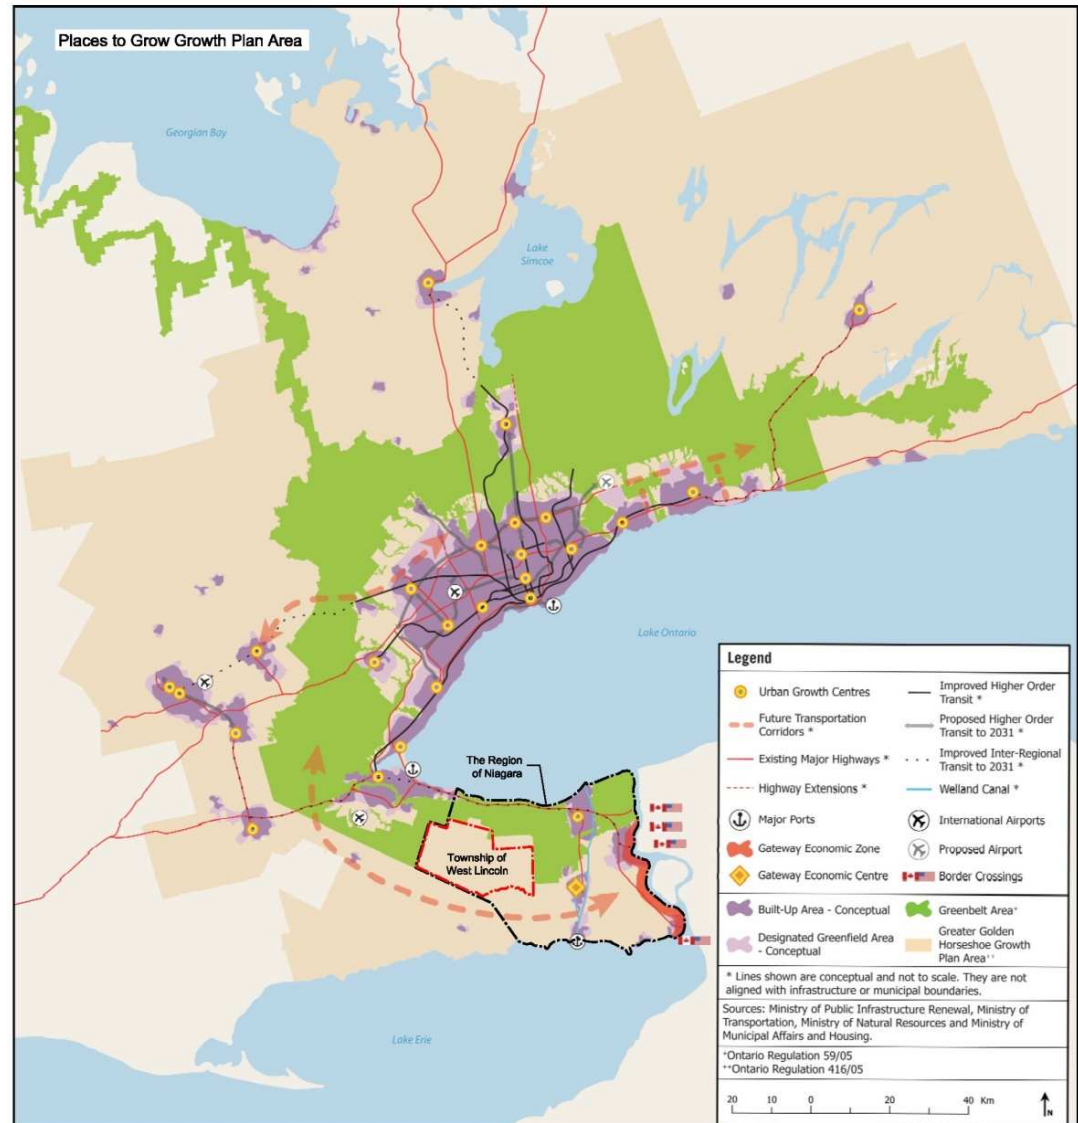 Places to Grow Growth Plan Area
Georgian Bay
Lake
Simcoe
Lake Ontario
The Region
of Niagara
Township of
West Lincoln
Lake Erie
Legend
Urban Growth Centres
Improved Higher Order
Transit *
Future Transportation
Corridors *
Proposed Higher Order
Transit to 2031 *
Existing Major Highways *
Improved Inter-Regional
Transit to 2031 *
Highway Extensions *
Welland Canal *
Major Ports
International Airports
Gateway Economic Zone
Proposed Airport
Gateway Economic Centre
Border Crossings
Built-Up Area - Conceptual
Greenbelt Area+
Designated Greenfield Area
- Conceptual
Greater Golden
Horseshoe Growth
Plan Area++
* Lines shown are conceptual and not to scale. They are not
aligned with infrastructure or municipal boundaries.
Sources: Ministry of Public Infrastructure Renewal, Ministry of
Transportation, Ministry of Natural Resources and Ministry of
Municipal Affairs and Housing.
+Ontario Regulation 59/05
++Ontario Regulation 416/05
20 10 0 20 40 Km
N